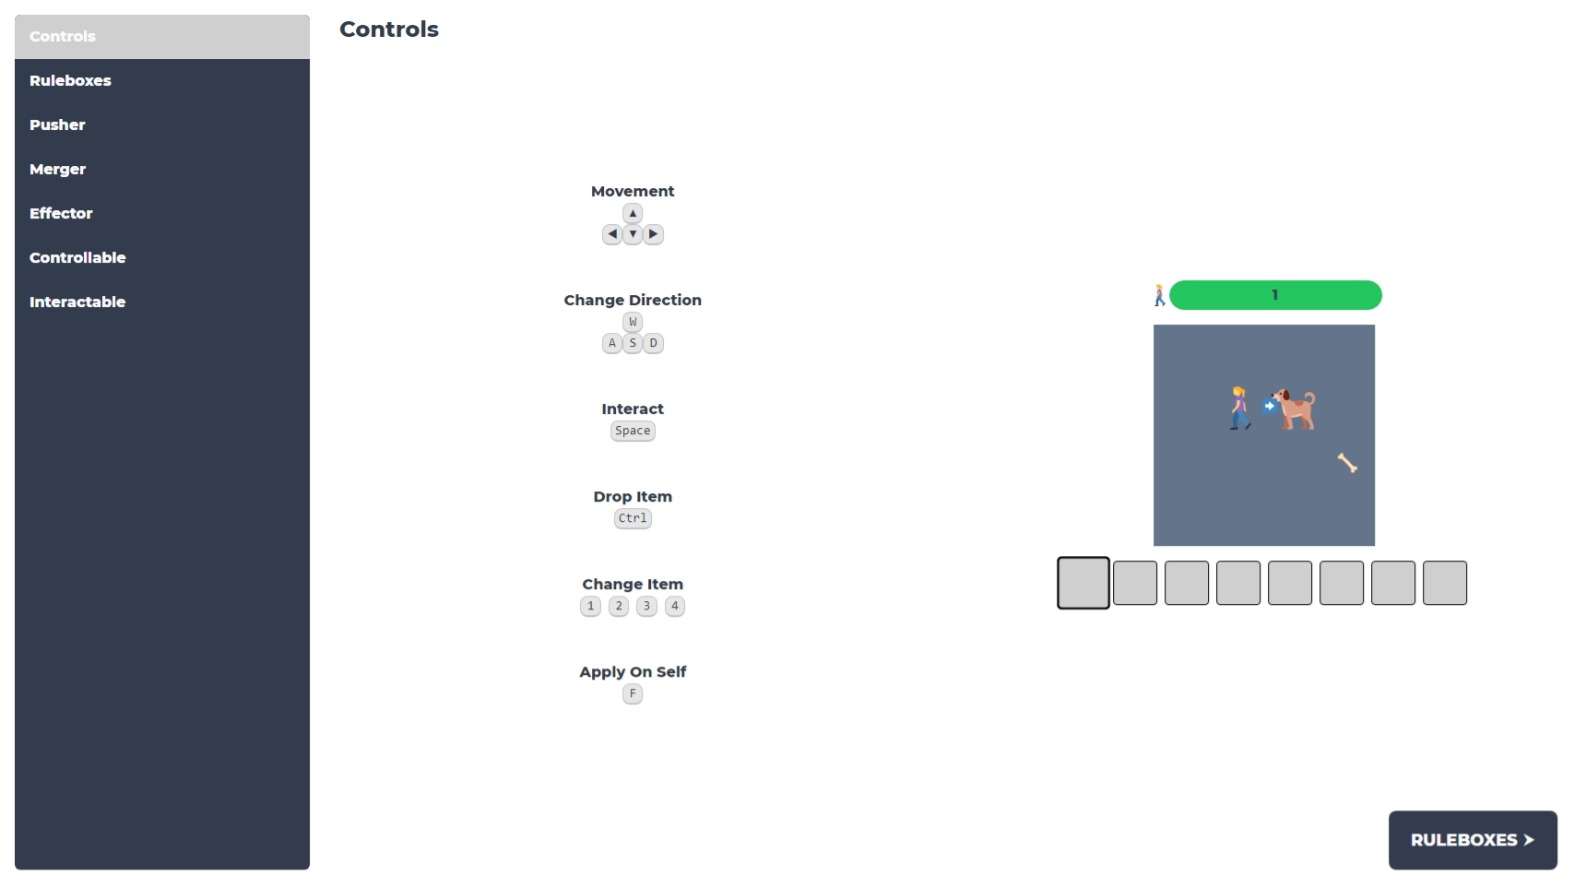 Controls
Ruleboxes
Pusher
Merger
Effector
Controllable
Interactable
Controls
Movement
▲
◀ ▼ ▶
Change Direction
W
A S D
Interact
Space
Drop Item
Ctrl
Change Item
1 2 3 4
Apply On Self
F
1
RULEBOXES ➤